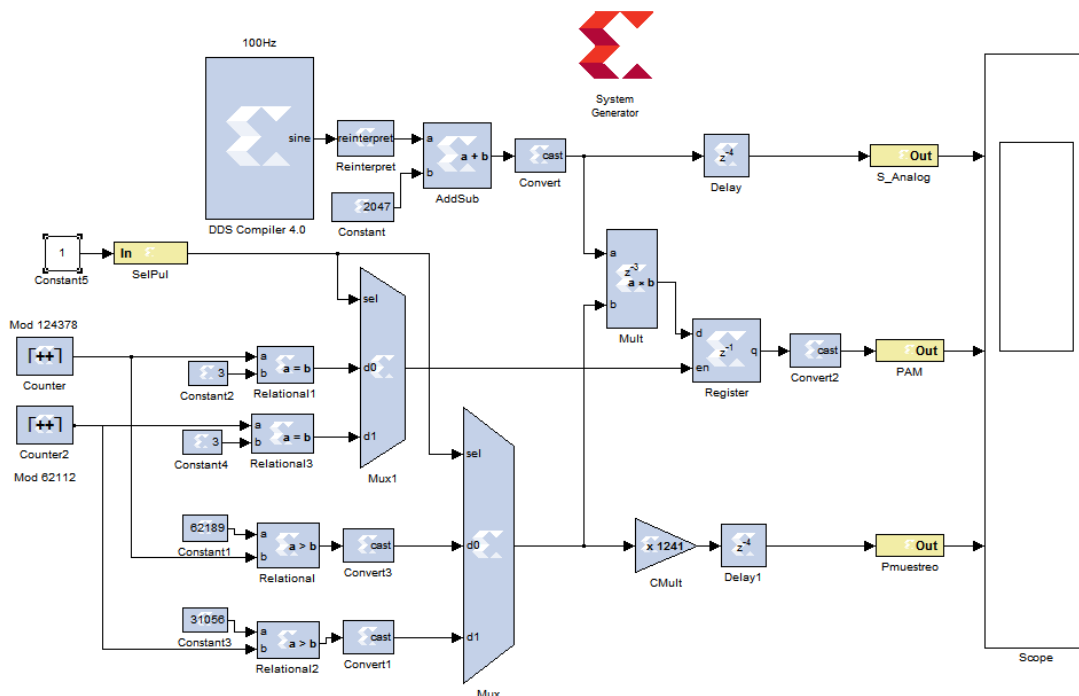 100Hz
sine
DDS Compiler 4.0
reinterpret
Reinterpret
2047
Constant
a
b
a + b
AddSub
cast
Convert
System
Generator
z⁻⁴
Delay
Out
S_Analog
1
Constant5
In
SelPul
Mod 124378
[++]
Counter
[++]
Counter2
Mod 62112
3
Constant2
a
b
a = b
Relational1
3
Constant4
a
b
a = b
Relational3
sel
d0
d1
Mux1
a
b
z⁻³
a * b
Mult
d
en
z⁻¹
q
Register
cast
Convert2
Out
PAM
62189
Constant1
a
b
a > b
Relational
cast
Convert3
31056
Constant3
a
b
a > b
Relational2
cast
Convert1
sel
d0
d1
Mux
x 1241
CMult
z⁻⁴
Delay1
Out
Pmuestreo
Scope